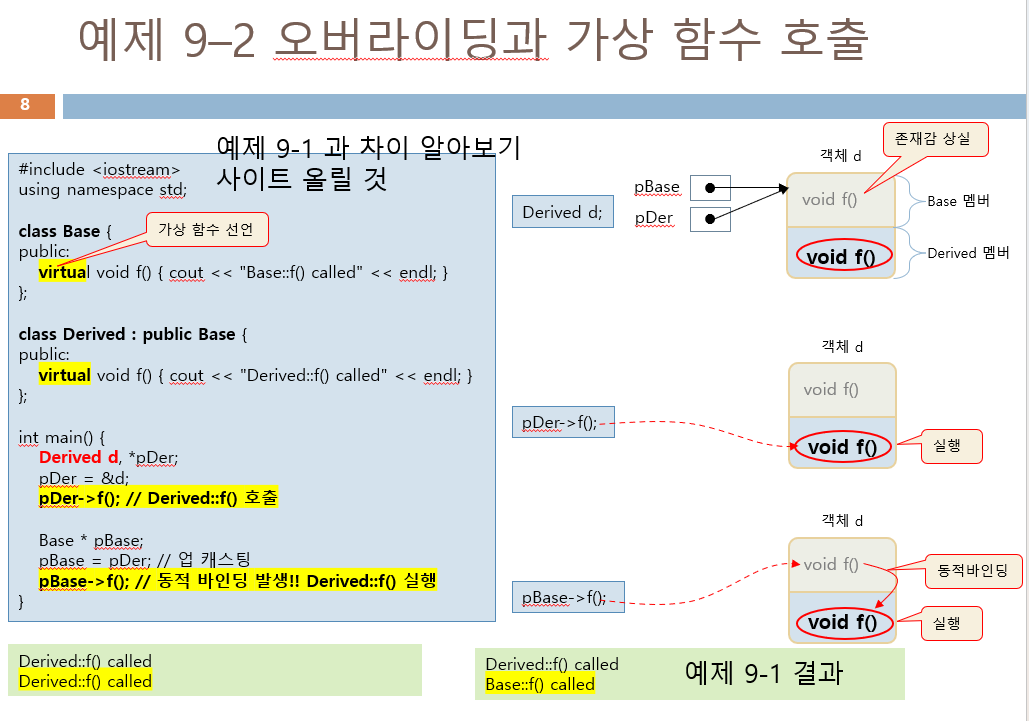 예제 9–2 오버라이딩과 가상 함수 호출
8
예제 9-1 과 차이 알아보기
사이트 올릴 것
#include <iostream>
using namespace std;
class Base {
public:
virtual void f() { cout << "Base::f() called" << endl; }
};
class Derived : public Base {
public:
virtual void f() { cout << "Derived::f() called" << endl; }
};
int main() {
Derived d, *pDer;
pDer = &d;
pDer->f(); // Derived::f() 호출
Base * pBase;
pBase = pDer; // 업 캐스팅
pBase->f(); // 동적 바인딩 발생!! Derived::f() 실행
}
가상 함수 선언
Derived::f() called
Derived::f() called
Derived d;
pBase
pDer
객체 d
존재감 상실
void f()
Base 멤버
void f()
Derived 멤버
객체 d
void f()
pDer->f();
void f()
실행
객체 d
void f()
동적바인딩
pBase->f();
void f()
실행
Derived::f() called
Base::f() called
예제 9-1 결과